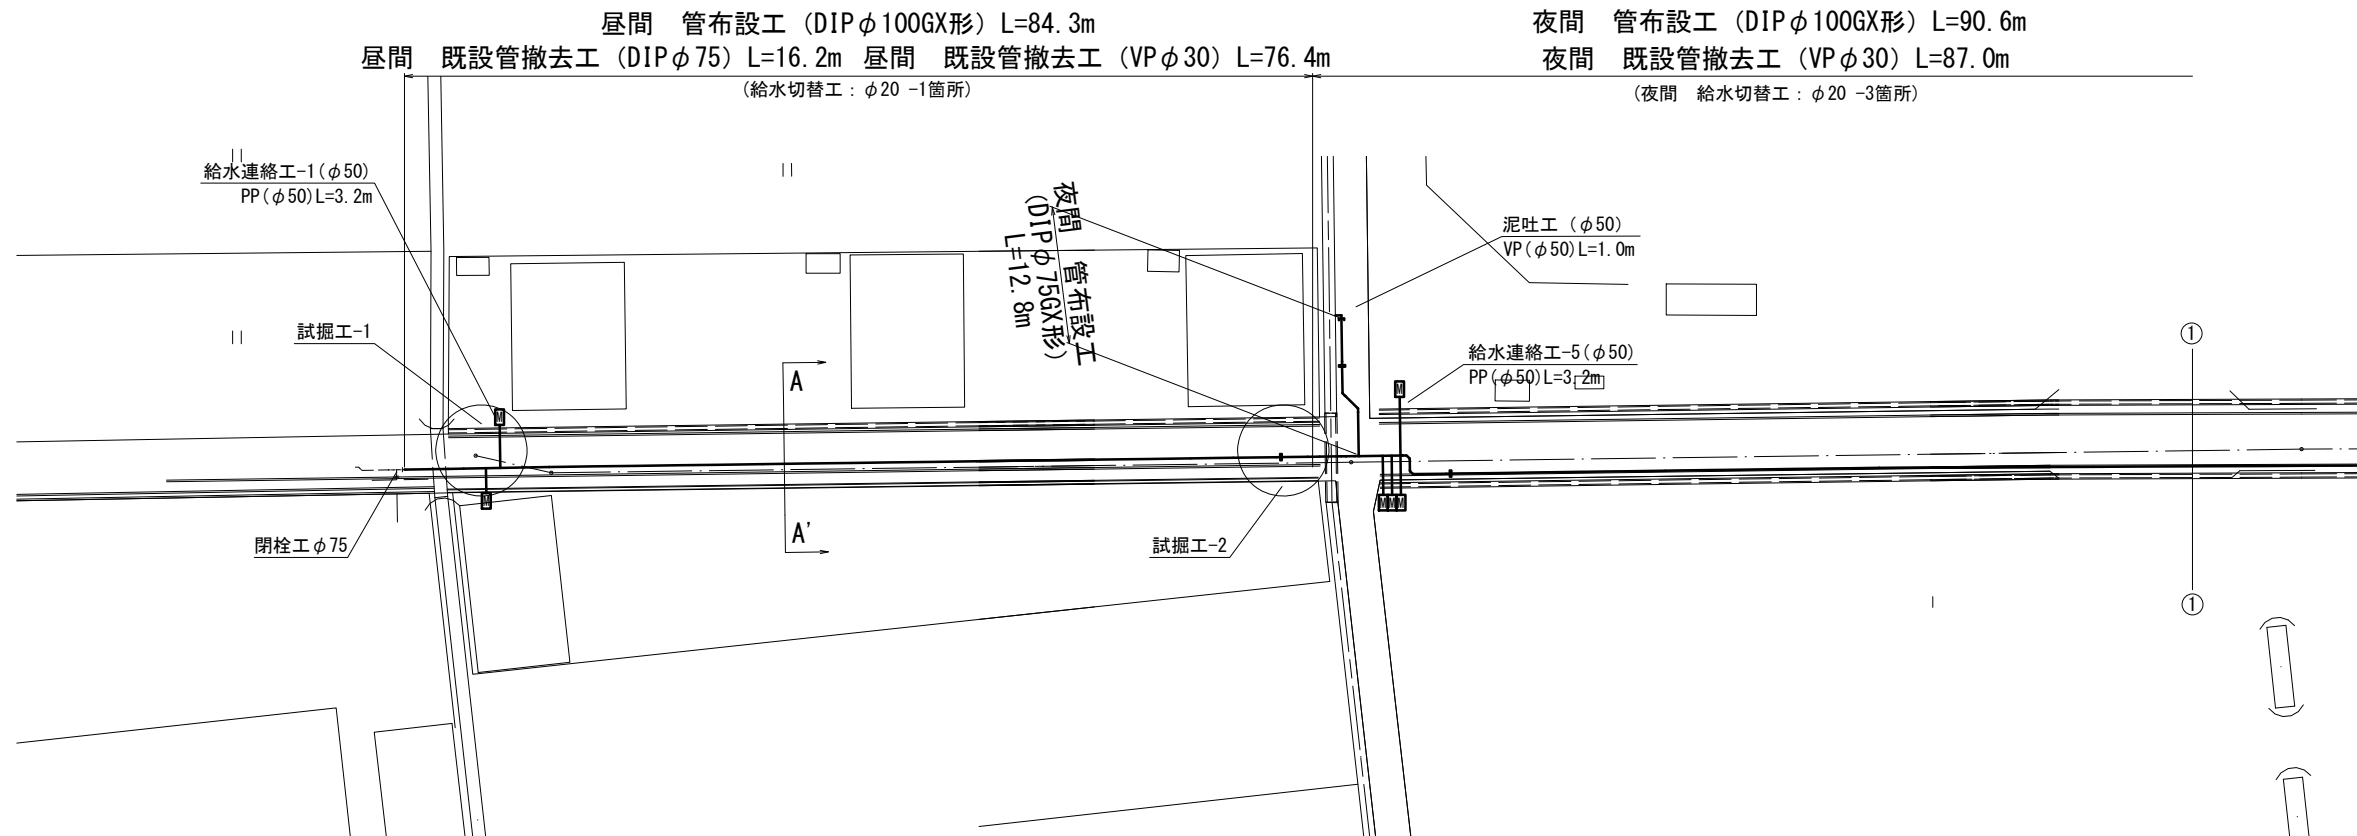 昼間　管布設工（DIPφ100GX形）L=84.3m
昼間　既設管撤去工（DIPφ75）L=16.2m 昼間　既設管撤去工（VPφ30）L=76.4m
（給水切替工：φ20 -1箇所）
夜間　管布設工（DIPφ100GX形）L=90.6m
夜間　既設管撤去工（VPφ30）L=87.0m
（夜間　給水切替工：φ20 -3箇所）
給水連絡工-1(φ50)
PP(φ50)L=3.2m
夜間　管布設工
（DIPφ75GX形）
L=12.8m
泥吐工（φ50）
VP(φ50)L=1.0m
試掘工-1
給水連絡工-5(φ50)
PP(φ50)L=3.2m
①
A
M
M
M
M M M
A'
閉栓工φ75
試掘工-2
①